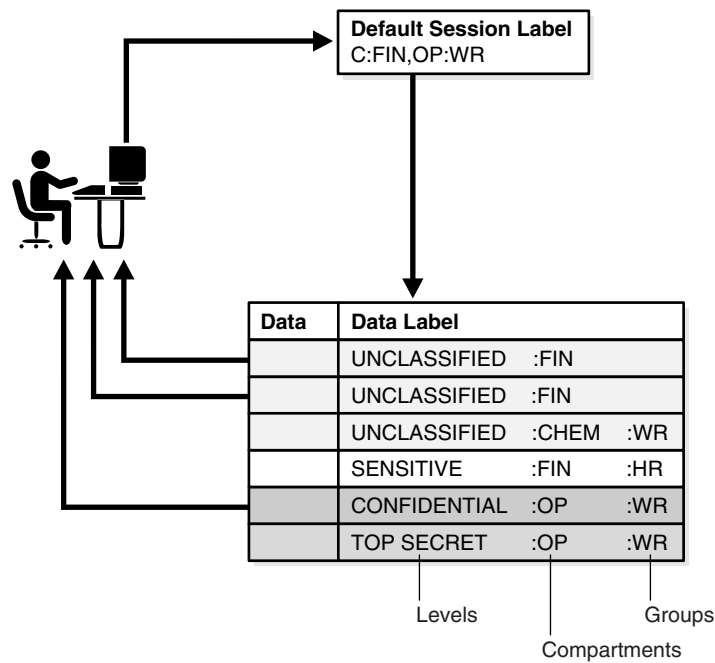 Default Session Label
C:FIN,OP:WR
Data Data Label
UNCLASSIFIED :FIN
UNCLASSIFIED :FIN
UNCLASSIFIED :CHEM :WR
SENSITIVE :FIN :HR
CONFIDENTIAL :OP :WR
TOP SECRET :OP :WR
Levels Groups
Compartments